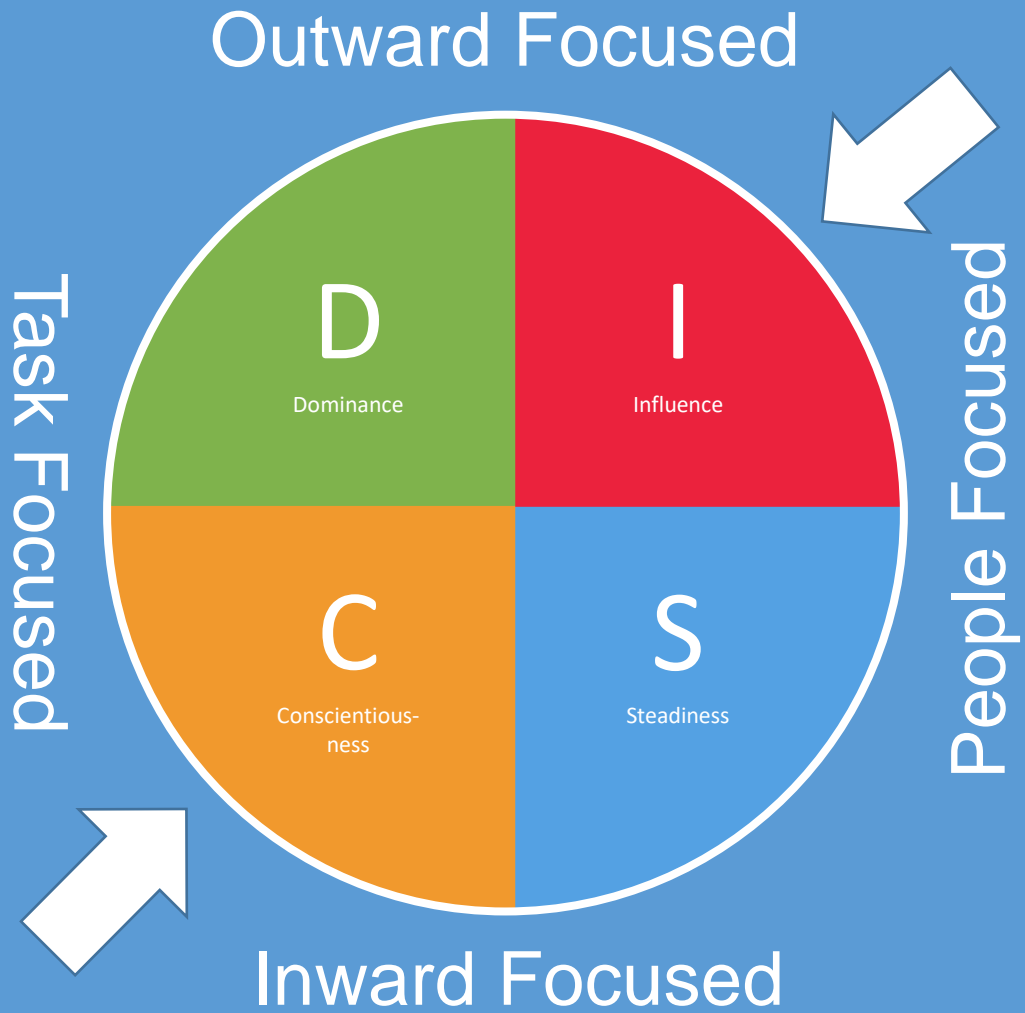 Outward Focused
Task Focused
D
Dominance
I
Influence
People Focused
C
Conscientious-
ness
S
Steadiness
Inward Focused